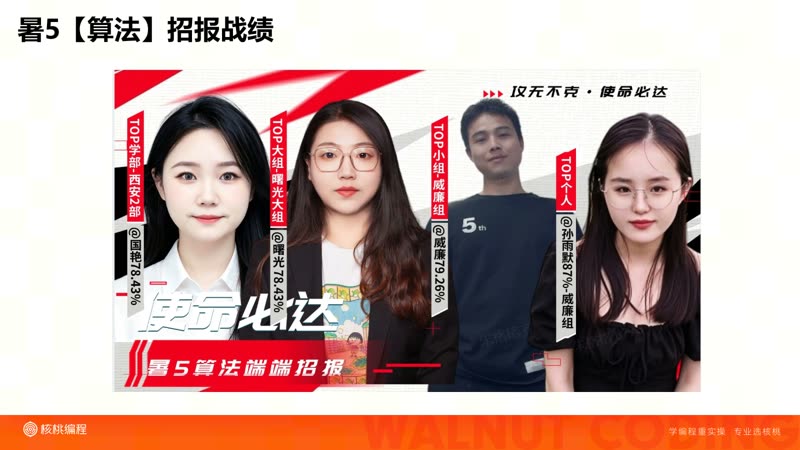 暑5【算法】招报战绩
攻无不克·使命必达
TOP学部-西安2部
@国艳78.43%
TOP大组-曙光大组
@曙光78.43%
TOP小组-威廉组
@威廉79.26%
TOP个人
@孙雨默87%-威廉组
5th
使命必达
暑5算法端端招报
核桃编程
WALNUT CODING
学编程重实操 专业选核桃